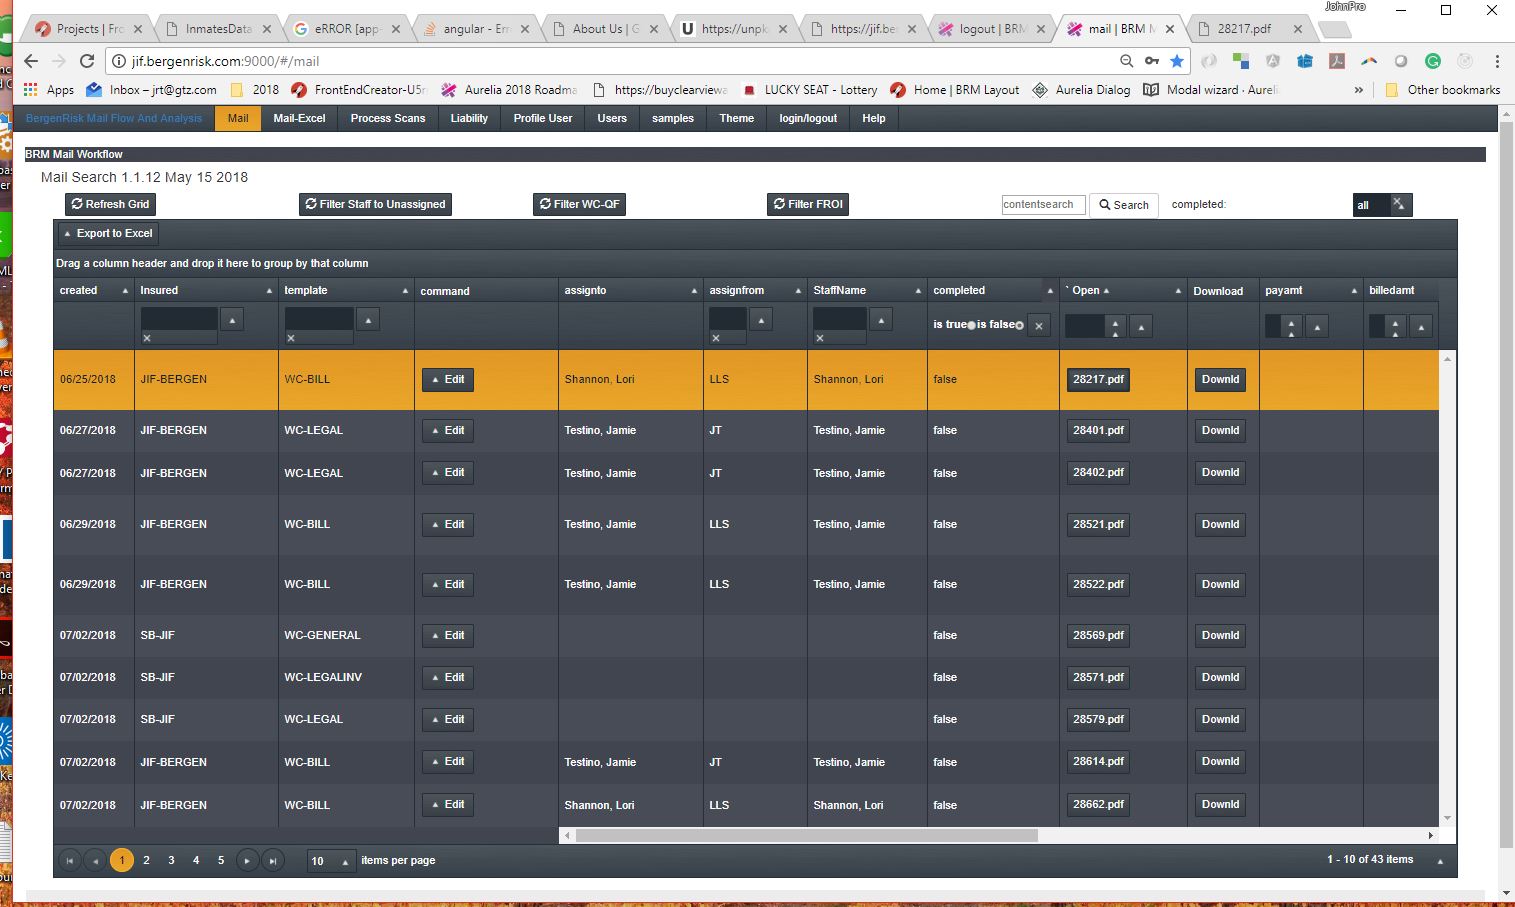 JohnPro
Projects | Fro
InmatesData
eRROR [app-
angular - Err
About Us | G
https://unpk
https://jif.ber
logout | BRM
mail | BRM M
28217.pdf
jif.bergenrisk.com:9000/#/mail
Apps
Inbox – jrt@gtz.com
2018
FrontEndCreator-U5r
Aurelia 2018 Roadma
https://buyclearviewa
LUCKY SEAT - Lottery
Home | BRM Layout
Aurelia Dialog
Modal wizard · Aureli
»
Other bookmarks
BergenRisk Mail Flow And Analysis
Mail
Mail-Excel
Process Scans
Liability
Profile User
Users
samples
Theme
login/logout
Help
BRM Mail Workflow
Mail Search 1.1.12 May 15 2018
Refresh Grid
Filter Staff to Unassigned
Filter WC-QF
Filter FROI
contentsearch
Search
completed:
all
Export to Excel
Drag a column header and drop it here to group by that column
created Insured template command assignto assignfrom StaffName completed ` Open Download payamt billedamt
is true is false
06/25/2018 JIF-BERGEN WC-BILL Edit Shannon, Lori LLS Shannon, Lori false 28217.pdf Downld
06/27/2018 JIF-BERGEN WC-LEGAL Edit Testino, Jamie JT Testino, Jamie false 28401.pdf Downld
06/27/2018 JIF-BERGEN WC-LEGAL Edit Testino, Jamie JT Testino, Jamie false 28402.pdf Downld
06/29/2018 JIF-BERGEN WC-BILL Edit Testino, Jamie LLS Testino, Jamie false 28521.pdf Downld
06/29/2018 JIF-BERGEN WC-BILL Edit Testino, Jamie LLS Testino, Jamie false 28522.pdf Downld
07/02/2018 SB-JIF WC-GENERAL Edit false 28569.pdf Downld
07/02/2018 SB-JIF WC-LEGALINV Edit false 28571.pdf Downld
07/02/2018 SB-JIF WC-LEGAL Edit false 28579.pdf Downld
07/02/2018 JIF-BERGEN WC-BILL Edit Testino, Jamie JT Testino, Jamie false 28614.pdf Downld
07/02/2018 JIF-BERGEN WC-BILL Edit Shannon, Lori LLS Shannon, Lori false 28662.pdf Downld
1 2 3 4 5
10 items per page
1 - 10 of 43 items